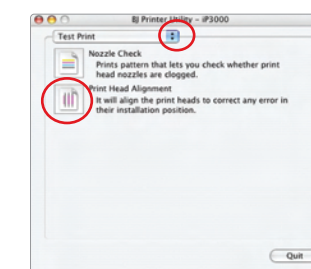 BJ Printer Utility – iP3000
Test Print
Nozzle Check
Prints pattern that lets you check whether print
head nozzles are clogged.
Print Head Alignment
It will align the print heads to correct any error in
their installation position.
Quit